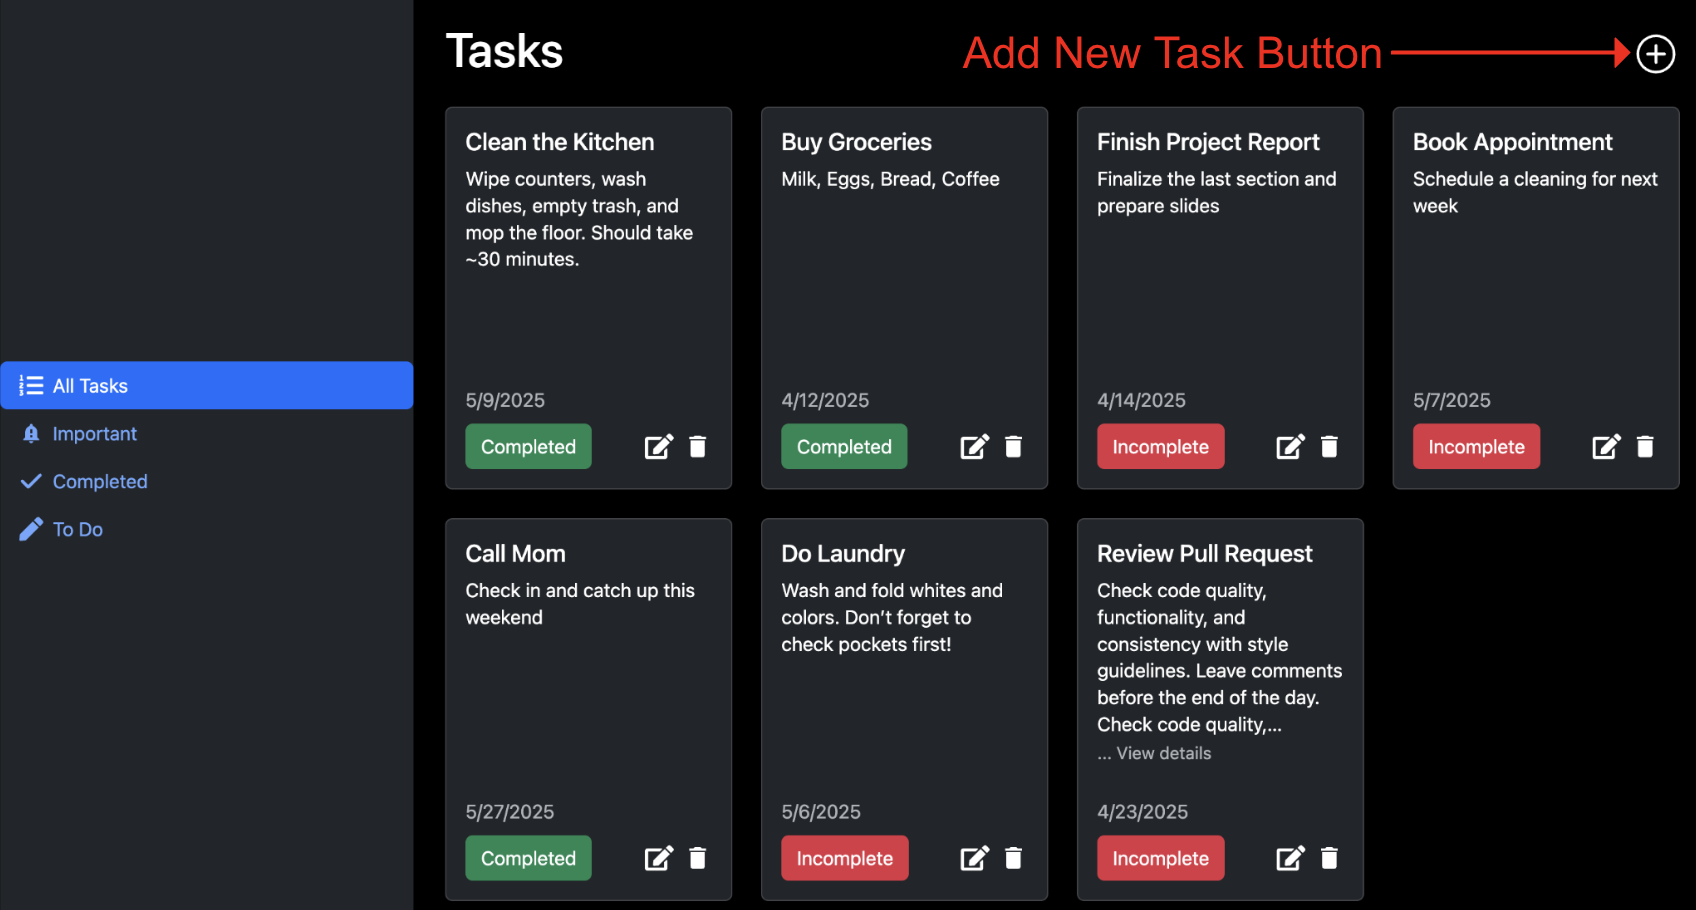 Tasks
Add New Task Button
All Tasks
Important
Completed
To Do
Clean the Kitchen
Wipe counters, wash
dishes, empty trash, and
mop the floor. Should take
~30 minutes.
5/9/2025
Completed
Buy Groceries
Milk, Eggs, Bread, Coffee
4/12/2025
Completed
Finish Project Report
Finalize the last section and
prepare slides
4/14/2025
Incomplete
Book Appointment
Schedule a cleaning for next
week
5/7/2025
Incomplete
Call Mom
Check in and catch up this
weekend
5/27/2025
Completed
Do Laundry
Wash and fold whites and
colors. Don’t forget to
check pockets first!
5/6/2025
Incomplete
Review Pull Request
Check code quality,
functionality, and
consistency with style
guidelines. Leave comments
before the end of the day.
Check code quality,...
... View details
4/23/2025
Incomplete